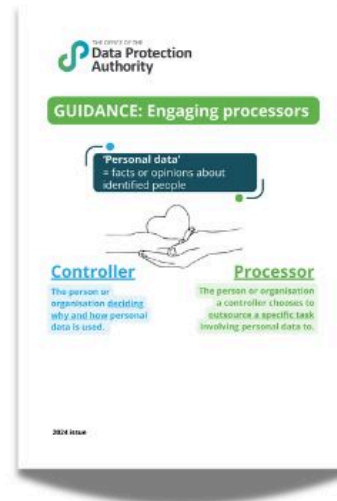 THE OFFICE OF THE
Data Protection
Authority
GUIDANCE: Engaging processors
'Personal data'
= facts or opinions about
identified people
Controller
The person or
organisation deciding
why and how personal
data is used.
Processor
The person or organisation
a controller chooses to
outsource a specific task
involving personal data to.
2024 issue